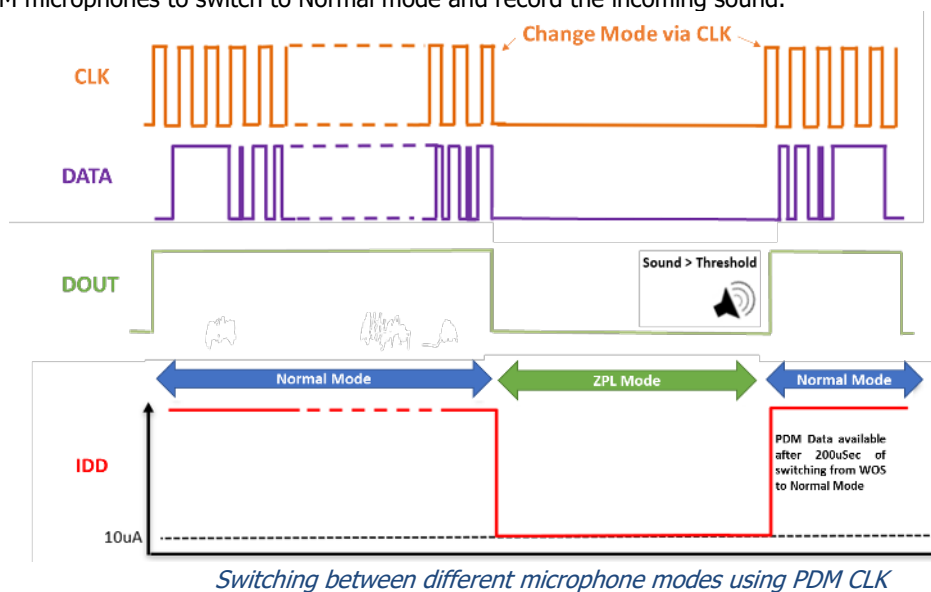 M microphones to switch to Normal mode and record the incoming sound.
Change Mode via CLK
CLK
DATA
Sound > Threshold
DOUT
Normal Mode
ZPL Mode
Normal Mode
PDM Data available
after 200uSec of
switching from WOS
to Normal Mode
IDD
10uA
Switching between different microphone modes using PDM CLK